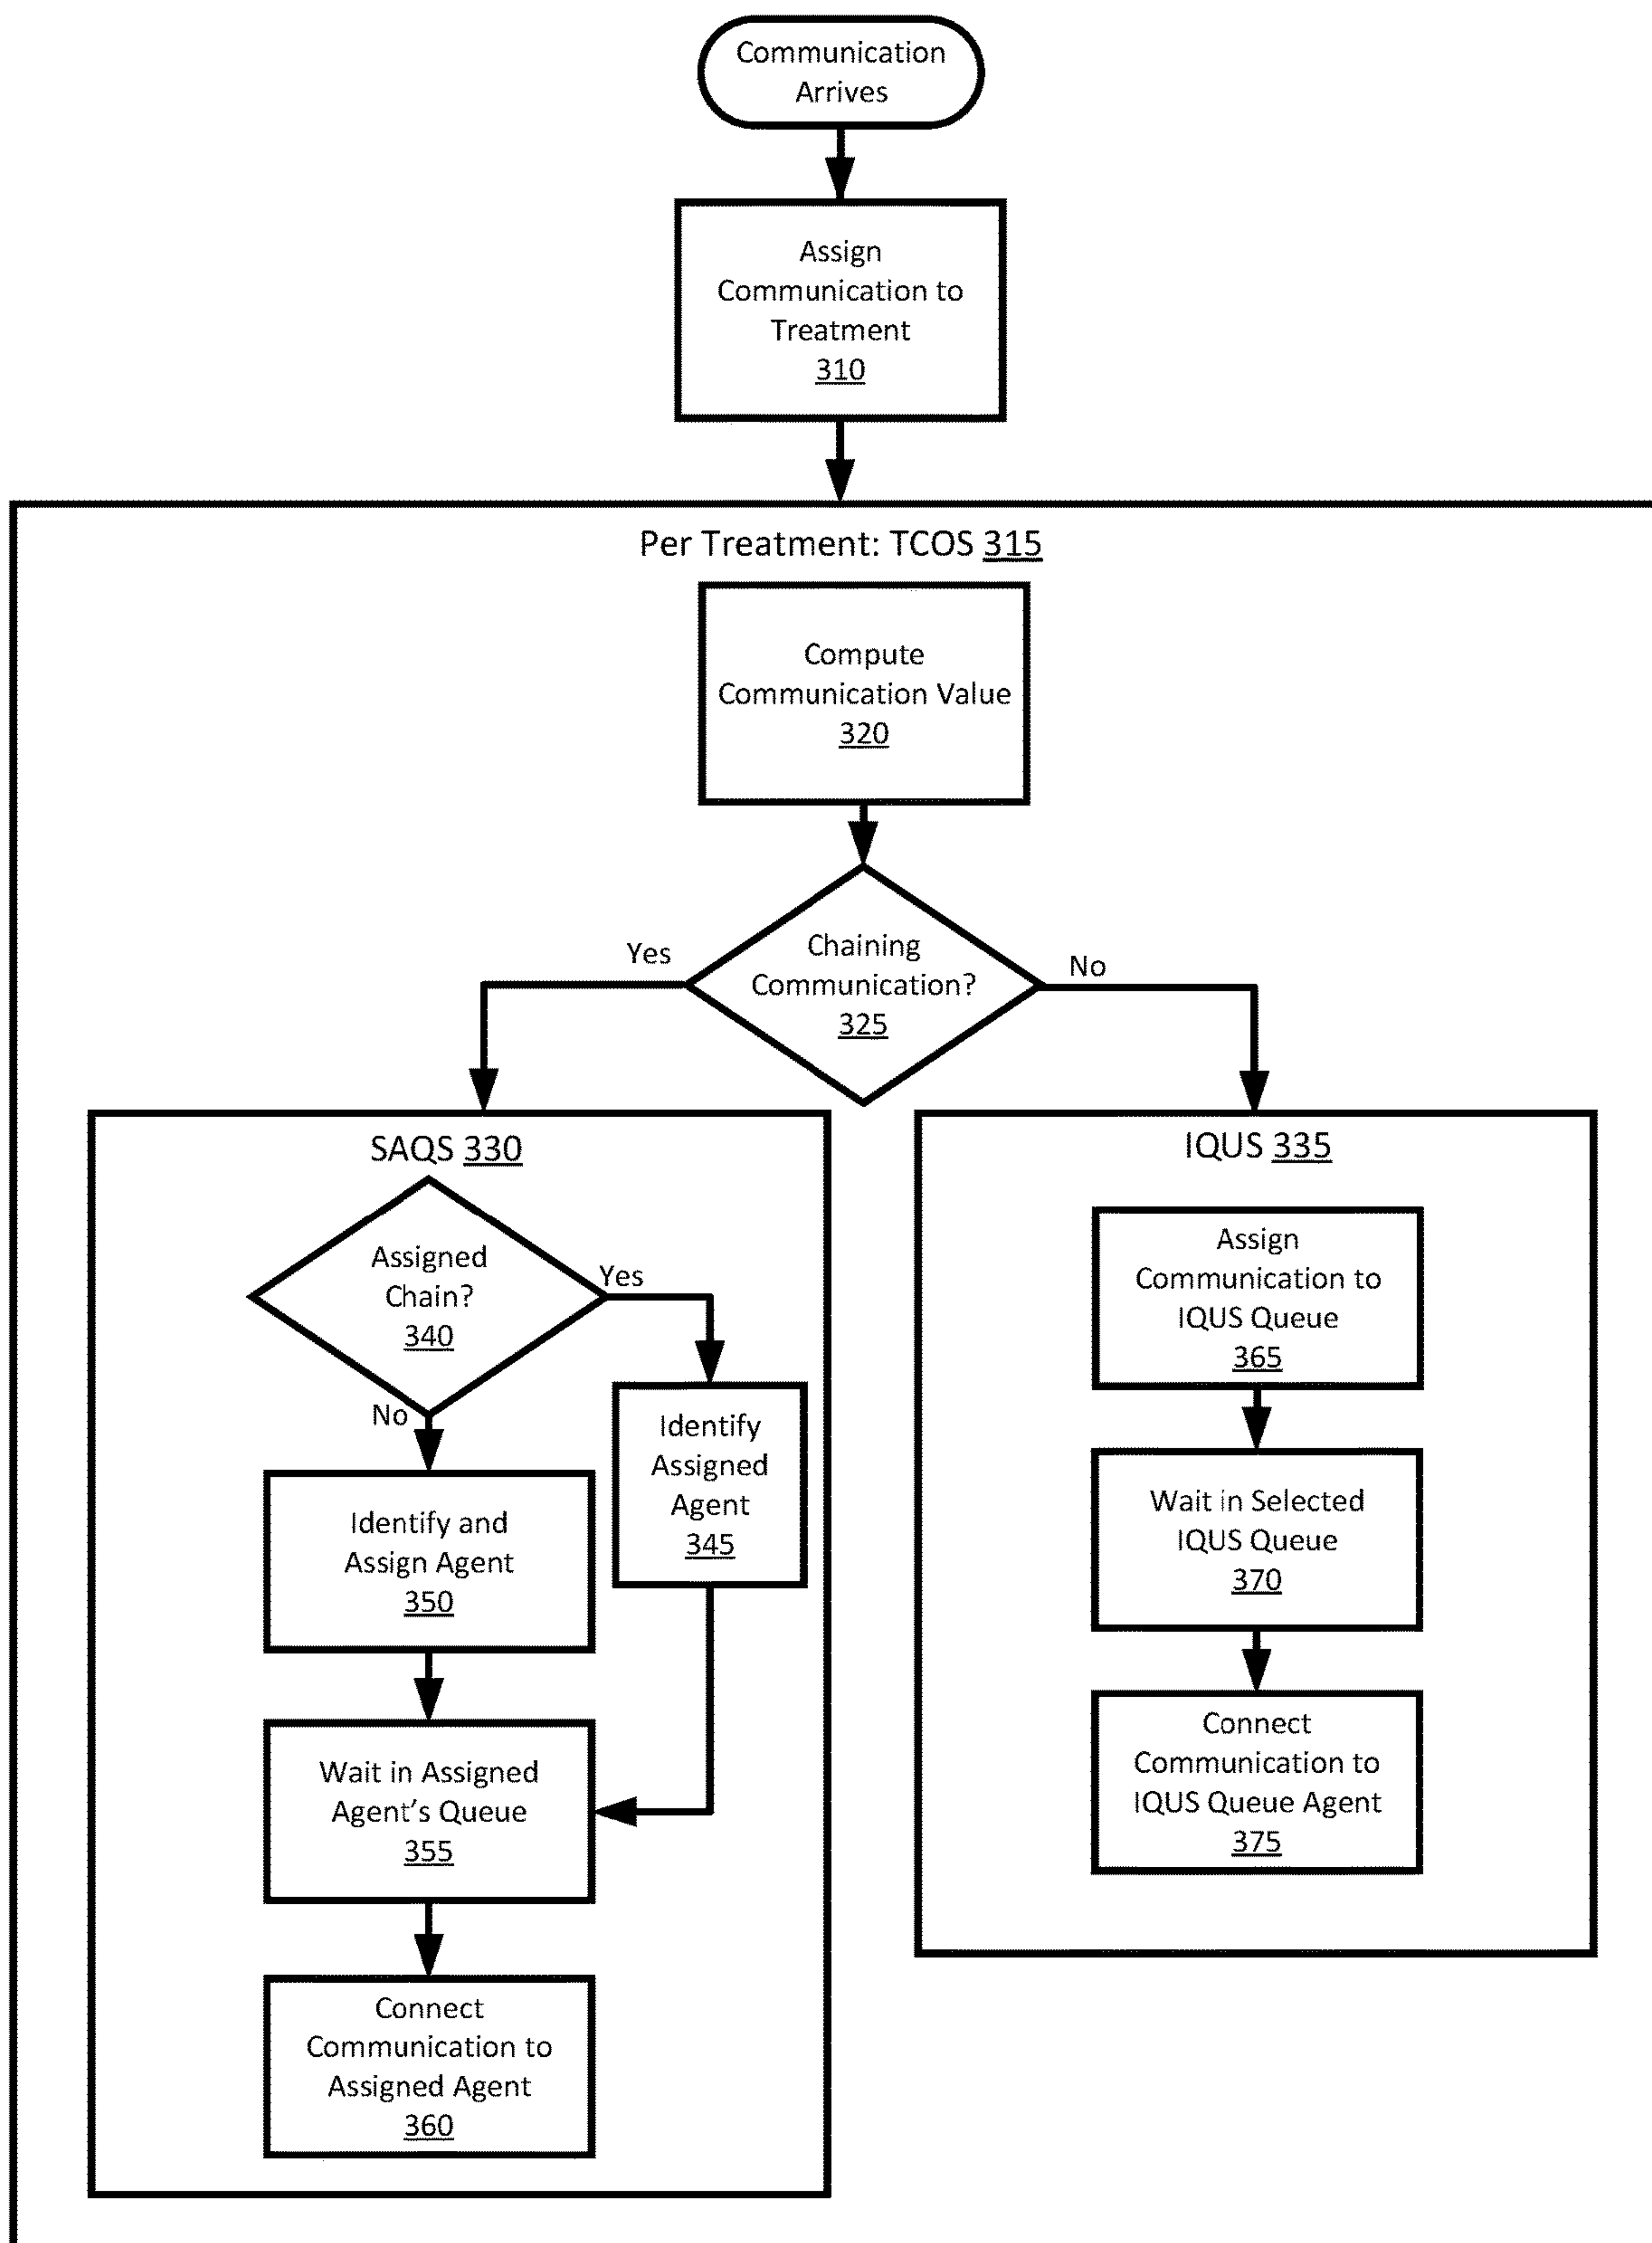 Communication
Arrives
Assign
Communication to
Treatment
310
Per Treatment: TCOS 315
Compute
Communication Value
320
Chaining
Communication?
325
Yes
No
SAQS 330
Assigned
Chain?
340
Yes
No
Identify
Assigned
Agent
345
Identify and
Assign Agent
350
Wait in Assigned
Agent's Queue
355
Connect
Communication to
Assigned Agent
360
IQUS 335
Assign
Communication to
IQUS Queue
365
Wait in Selected
IQUS Queue
370
Connect
Communication to
IQUS Queue Agent
375